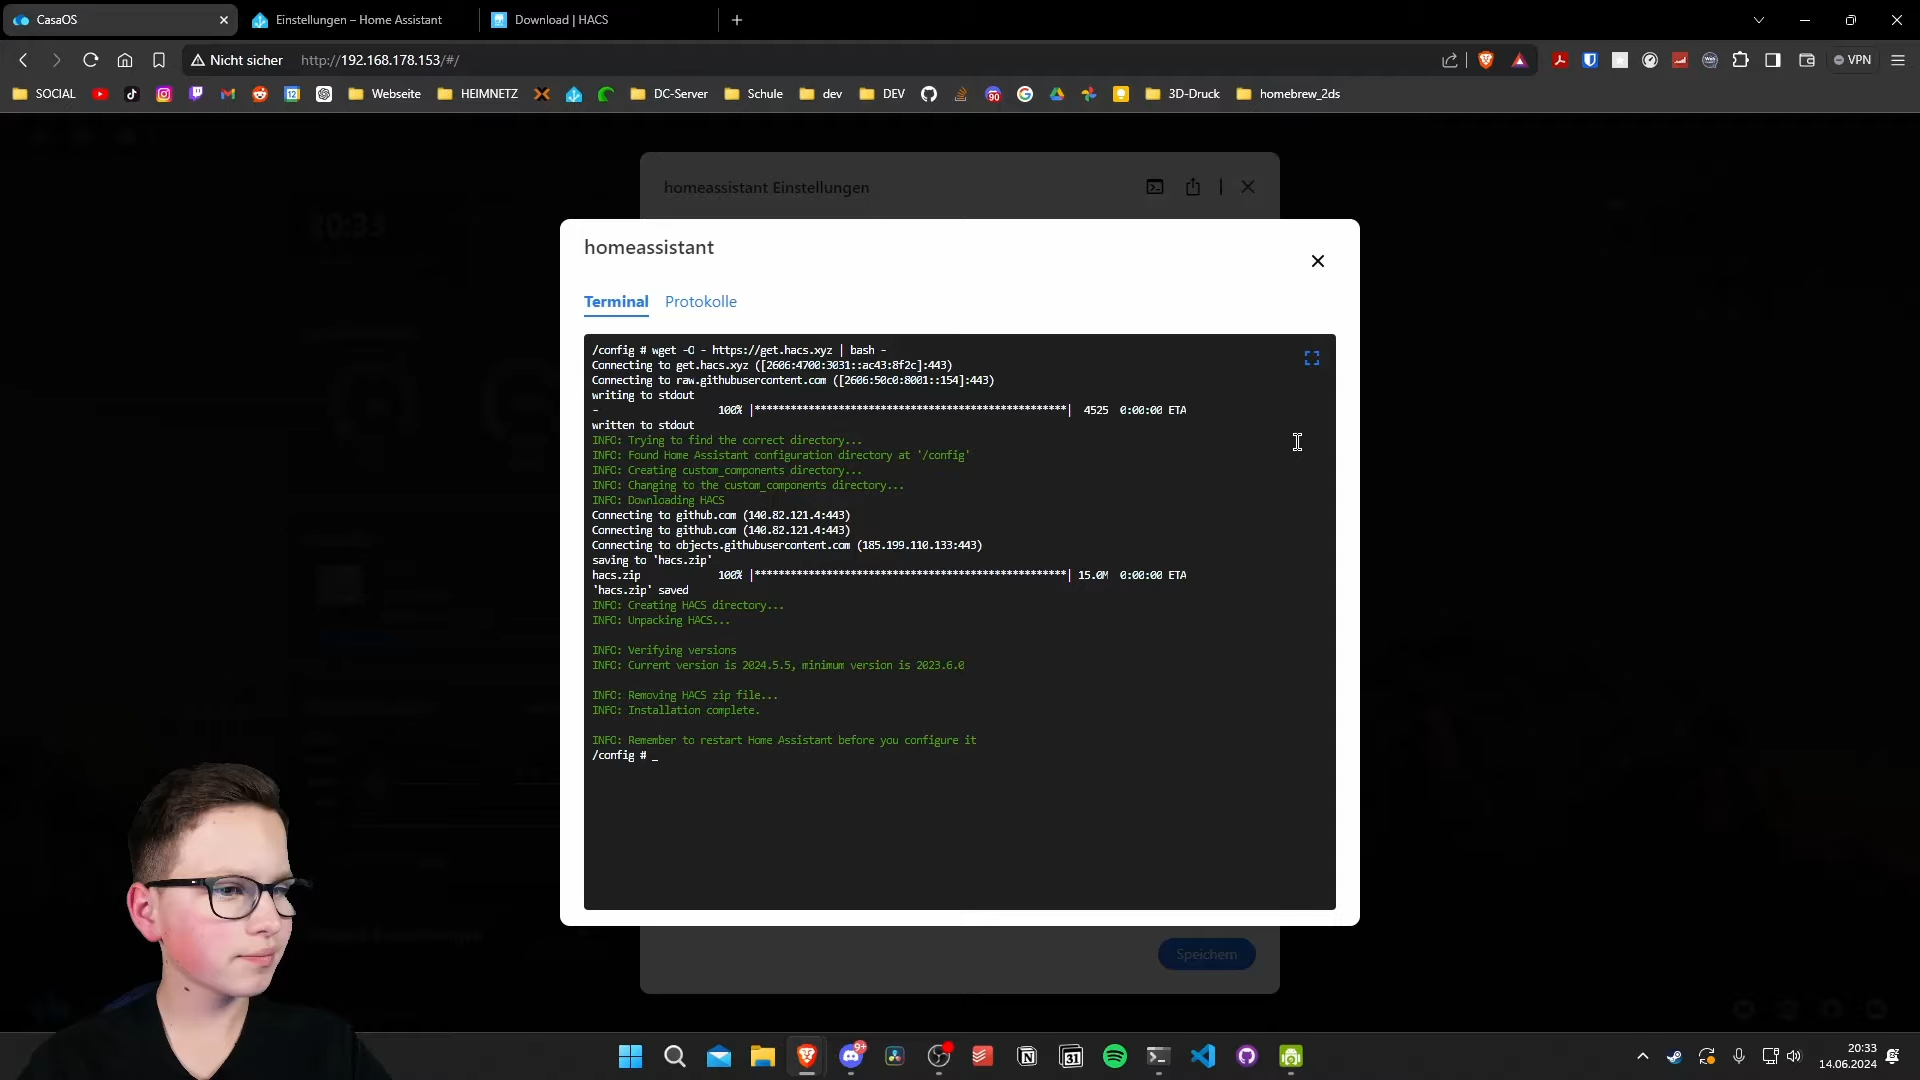 CasaOS
Einstellungen – Home Assistant
Download | HACS
Nicht sicher
http://192.168.178.153/#/
VPN
SOCIAL
12
Webseite
HEIMNETZ
DC-Server
Schule
dev
DEV
90
3D-Druck
homebrew_2ds
20:33
homeassistant Einstellungen
homeassistant
Terminal
Protokolle
/config # wget -O - https://get.hacs.xyz | bash -
Connecting to get.hacs.xyz ([2606:4700:3031::ac43:8f2c]:443)
Connecting to raw.githubusercontent.com ([2606:50c0:8001::154]:443)
writing to stdout
- 100% |****************************************************| 4525 0:00:00 ETA
written to stdout
INFO: Trying to find the correct directory...
INFO: Found Home Assistant configuration directory at '/config'
INFO: Creating custom_components directory...
INFO: Changing to the custom_components directory...
INFO: Downloading HACS
Connecting to github.com (140.82.121.4:443)
Connecting to github.com (140.82.121.4:443)
Connecting to objects.githubusercontent.com (185.199.110.133:443)
saving to 'hacs.zip'
hacs.zip 100% |****************************************************| 15.0M 0:00:00 ETA
'hacs.zip' saved
INFO: Creating HACS directory...
INFO: Unpacking HACS...
INFO: Verifying versions
INFO: Current version is 2024.5.5, minimum version is 2023.6.0
INFO: Removing HACS zip file...
INFO: Installation complete.
INFO: Remember to restart Home Assistant before you configure it
/config # _
Speichern
9+
31
20:33
14.06.2024